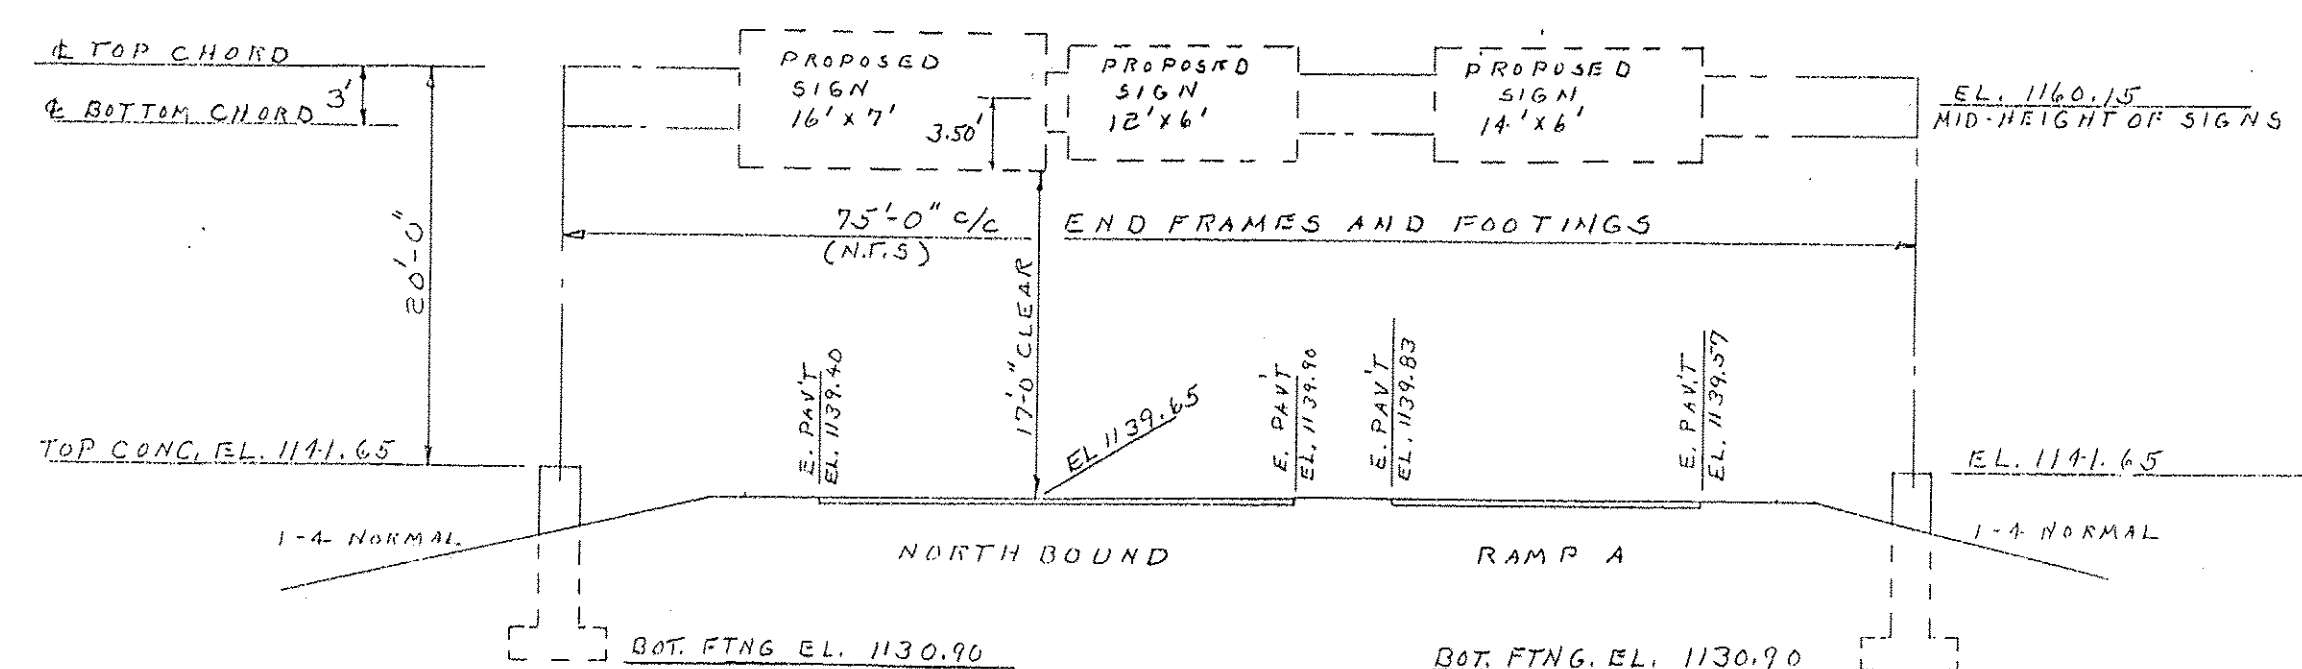 ℄ TOP CHORD
℄ BOTTOM CHORD
3'
20'-0"
PROPOSED
SIGN
16' X 7'
3.50'
PROPOSED
SIGN
12' X 6'
PROPOSED
SIGN
14' X 6'
EL. 1160.15
MID-HEIGHT OF SIGNS
75'-0" C/C END FRAMES AND FOOTINGS
(N.T.S)
17'-0" CLEAR
E. PAV'T
EL. 1139.40
EL 1139.65
E. PAV'T
EL. 1139.90
E. PAV'T
EL. 1139.83
E. PAV'T
EL. 1139.57
TOP CONC. EL. 1141.65
EL. 1141.65
1-4 NORMAL
NORTH BOUND
RAMP A
1-4 NORMAL
BOT. FTNG EL. 1130.90
BOT. FTNG. EL. 1130.90